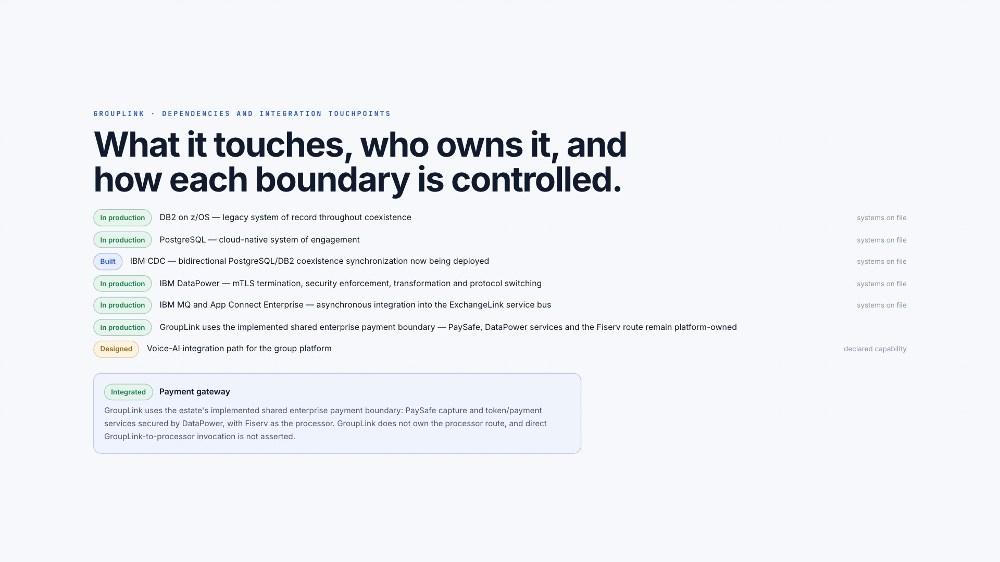 GROUPLINK · DEPENDENCIES AND INTEGRATION TOUCHPOINTS
What it touches, who owns it, and
how each boundary is controlled.
In production DB2 on z/OS — legacy system of record throughout coexistence systems on file
In production PostgreSQL — cloud-native system of engagement systems on file
Built IBM CDC — bidirectional PostgreSQL/DB2 coexistence synchronization now being deployed systems on file
In production IBM DataPower — mTLS termination, security enforcement, transformation and protocol switching systems on file
In production IBM MQ and App Connect Enterprise — asynchronous integration into the ExchangeLink service bus systems on file
In production GroupLink uses the implemented shared enterprise payment boundary — PaySafe, DataPower services and the Fiserv route remain platform-owned
Designed Voice-AI integration path for the group platform declared capability
Integrated Payment gateway
GroupLink uses the estate's implemented shared enterprise payment boundary: PaySafe capture and token/payment
services secured by DataPower, with Fiserv as the processor. GroupLink does not own the processor route, and direct
GroupLink-to-processor invocation is not asserted.